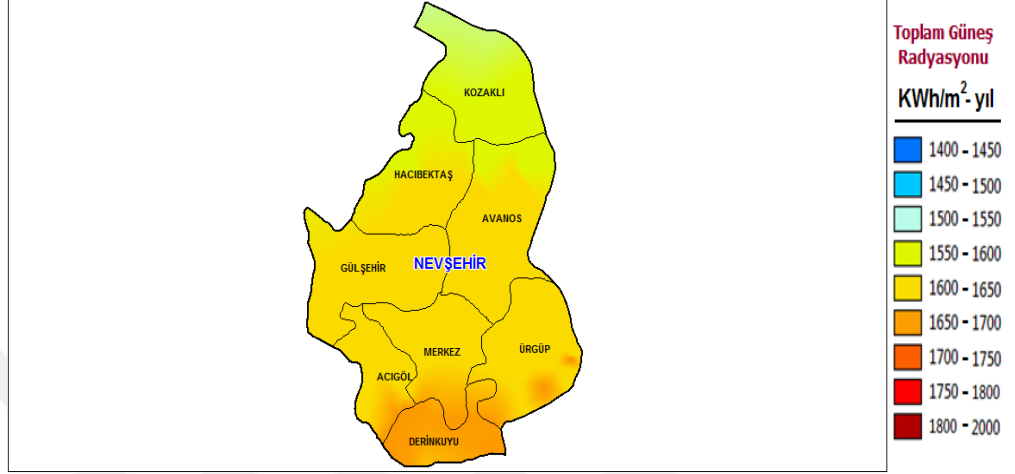 KOZAKLI
HACIBEKTAŞ
AVANOS
GÜLŞEHİR
NEVŞEHİR
MERKEZ
ÜRGÜP
ACIGÖL
DERİNKUYU
Toplam Güneş
Radyasyonu
KWh/m²- yıl
1400 - 1450
1450 - 1500
1500 - 1550
1550 - 1600
1600 - 1650
1650 - 1700
1700 - 1750
1750 - 1800
1800 - 2000